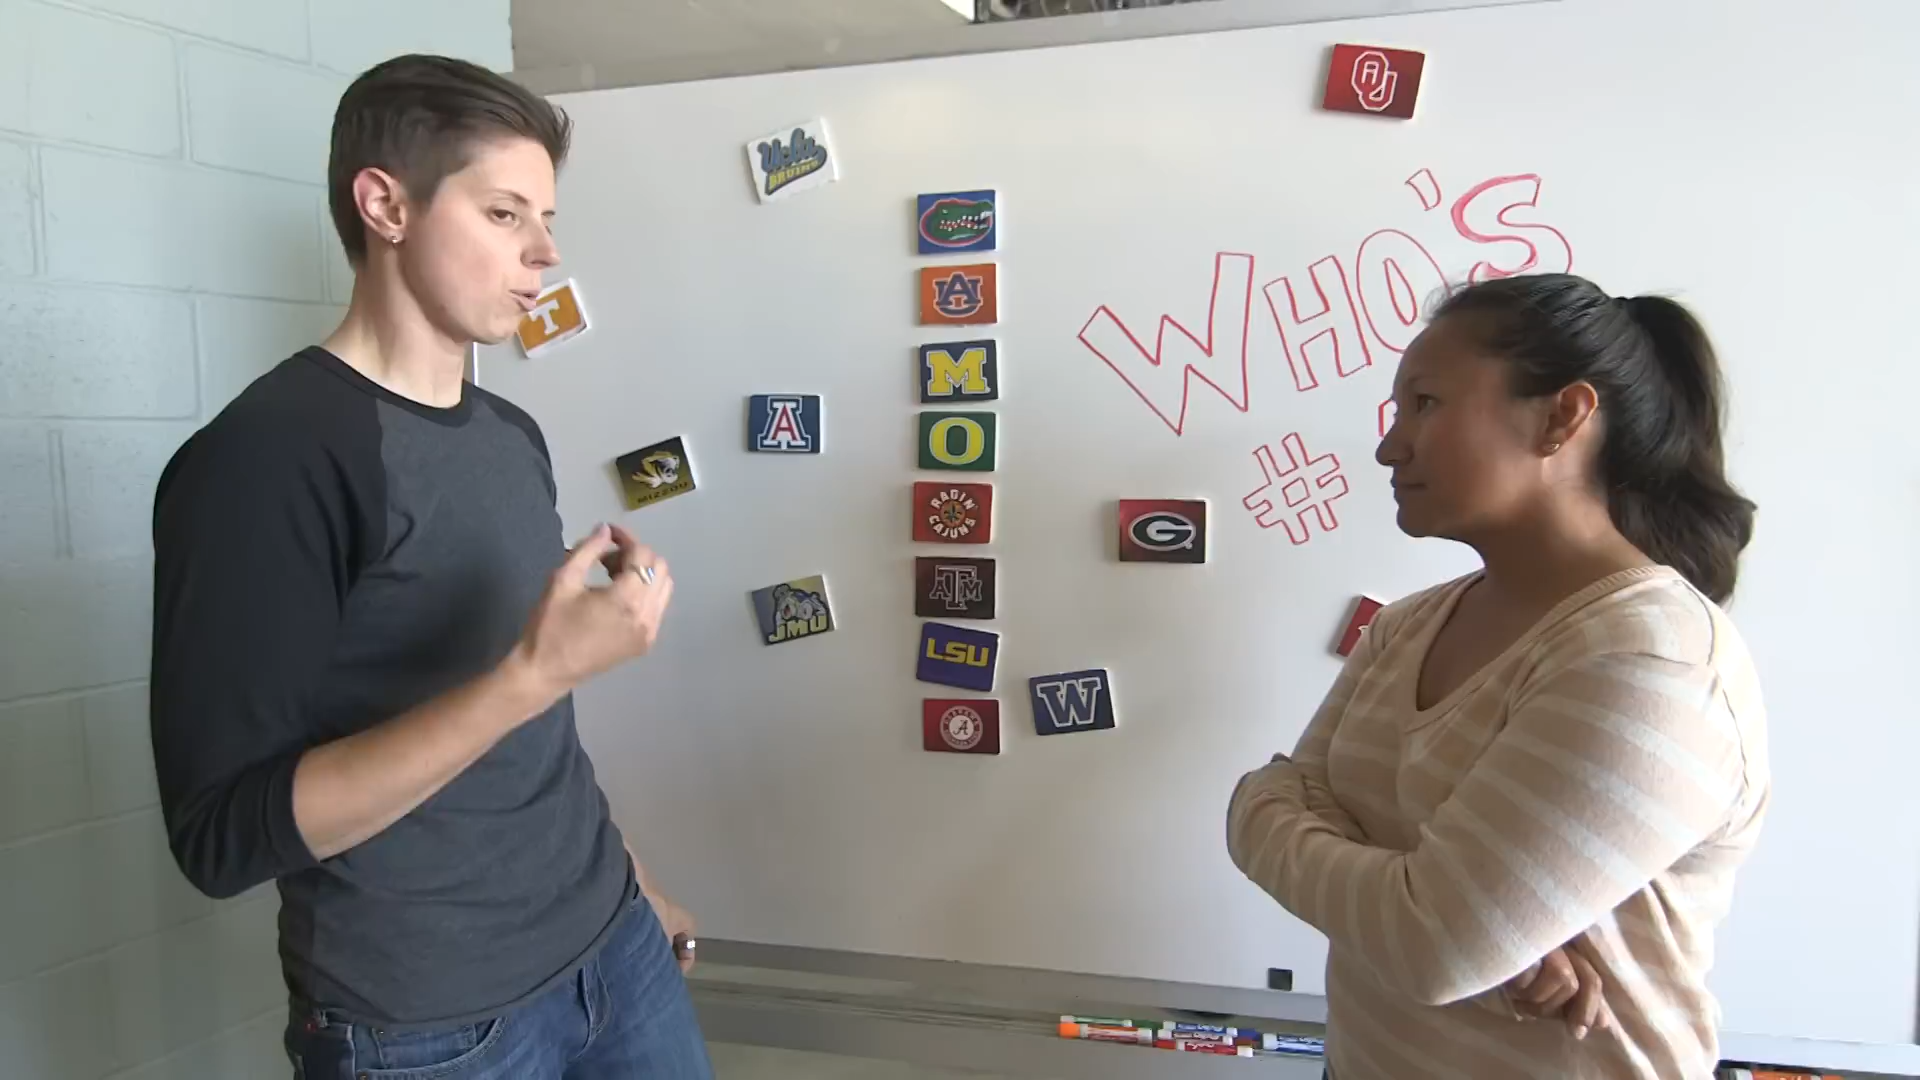 OU
UCLA
BRUINS
WHO'S
#
T
AU
M
O
A
MIZZOU
RAGIN'
CAJUNS
G
ATM
JMU
LSU
W
A